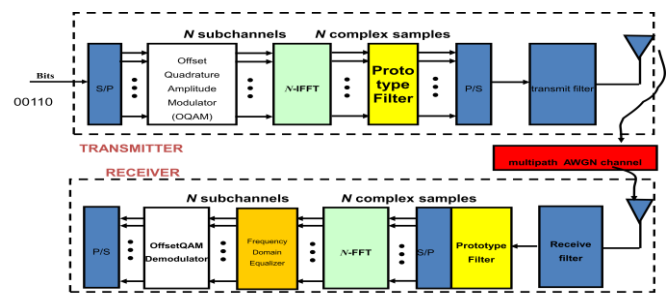 N subchannels N complex samples
Bits
00110
S/P
Offset
Quadrature
Amplitude
Modulator
(OQAM)
N-IFFT
Proto
type
Filter
P/S
transmit filter
TRANSMITTER
multipath AWGN channel
RECEIVER
N subchannels N complex samples
P/S
OffsetQAM
Demodulator
Frequency
Domain
Equalizer
N-FFT
S/P
Prototype
Filter
Receive
filter